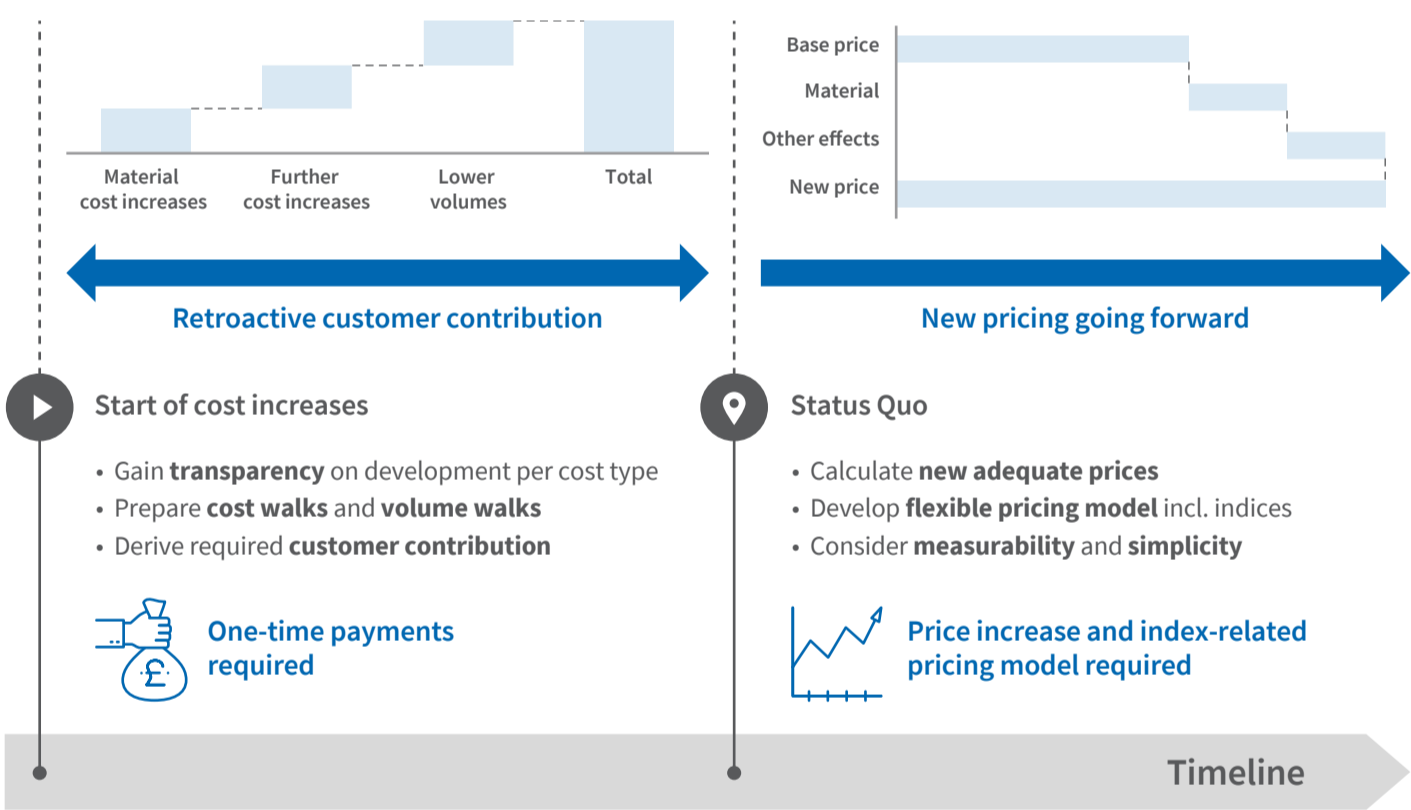 Material
cost increases
Further
cost increases
Lower
volumes
Total
Base price
Material
Other effects
New price
Retroactive customer contribution
New pricing going forward
Start of cost increases
• Gain transparency on development per cost type
• Prepare cost walks and volume walks
• Derive required customer contribution
£
One-time payments
required
Status Quo
• Calculate new adequate prices
• Develop flexible pricing model incl. indices
• Consider measurability and simplicity
Price increase and index-related
pricing model required
Timeline